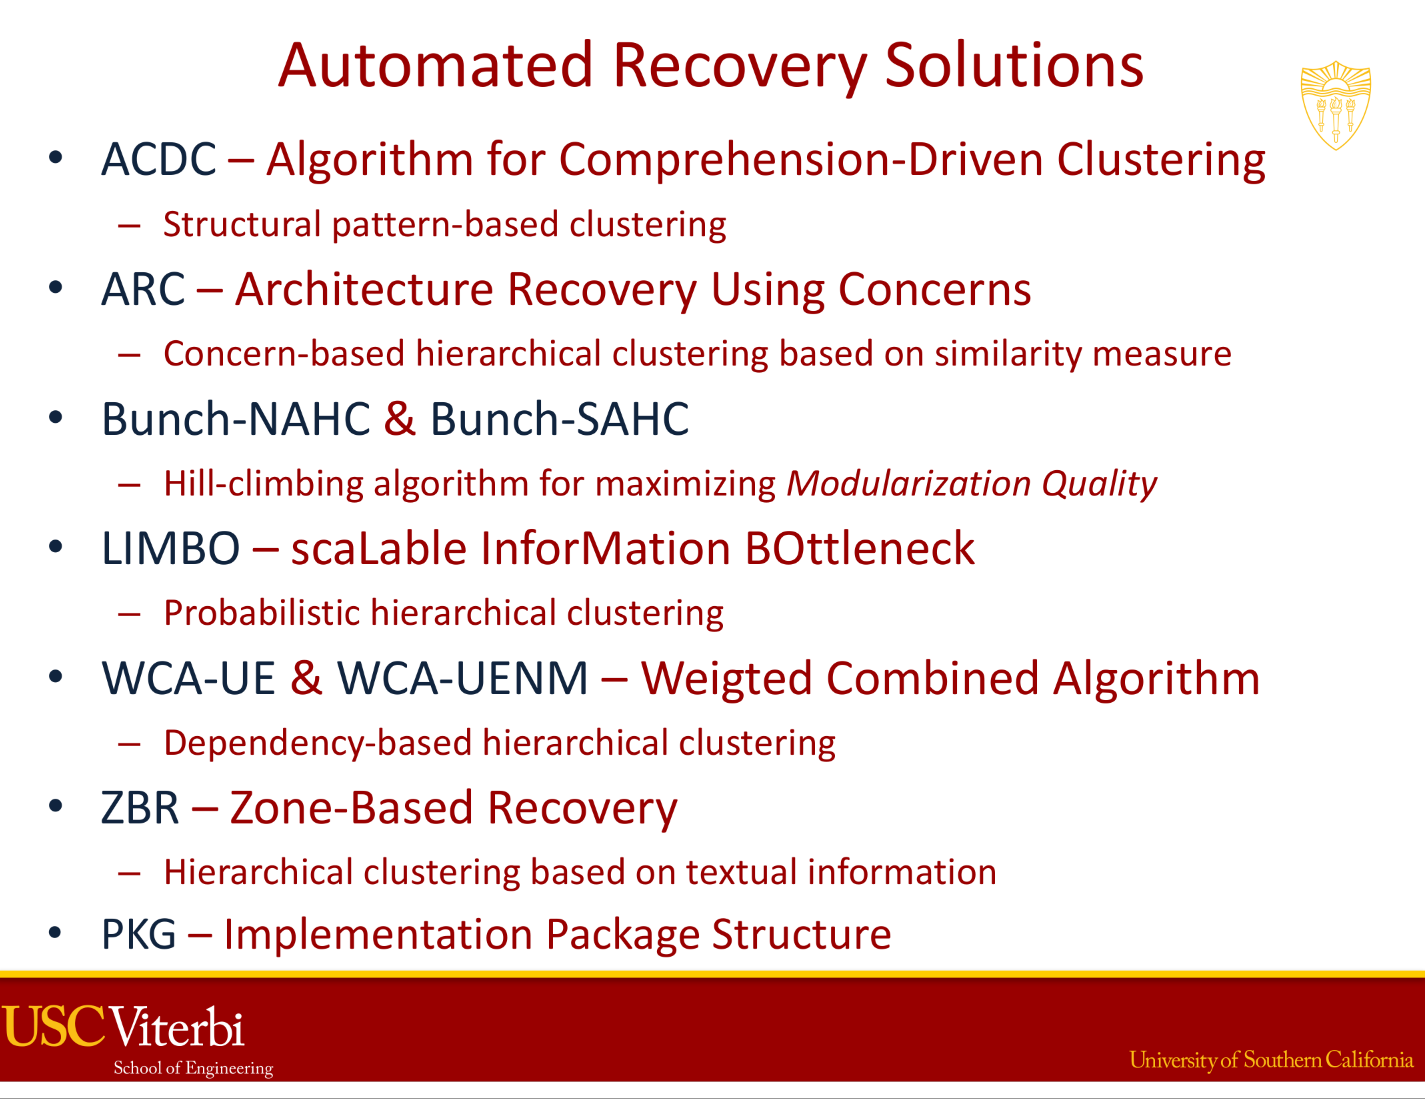 Automated Recovery Solutions
• ACDC – Algorithm for Comprehension-Driven Clustering
– Structural pattern-based clustering
• ARC – Architecture Recovery Using Concerns
– Concern-based hierarchical clustering based on similarity measure
• Bunch-NAHC & Bunch-SAHC
– Hill-climbing algorithm for maximizing Modularization Quality
• LIMBO – scaLable InforMation BOttleneck
– Probabilistic hierarchical clustering
• WCA-UE & WCA-UENM – Weigted Combined Algorithm
– Dependency-based hierarchical clustering
• ZBR – Zone-Based Recovery
– Hierarchical clustering based on textual information
• PKG – Implementation Package Structure
USC Viterbi
School of Engineering
University of Southern California